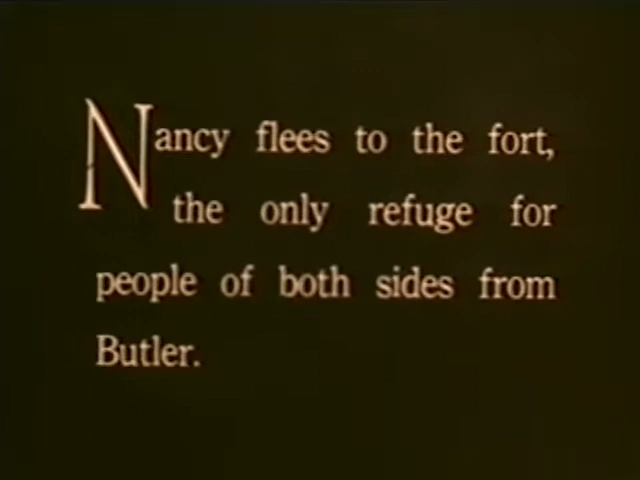 Nancy flees to the fort,
the only refuge for
people of both sides from
Butler.